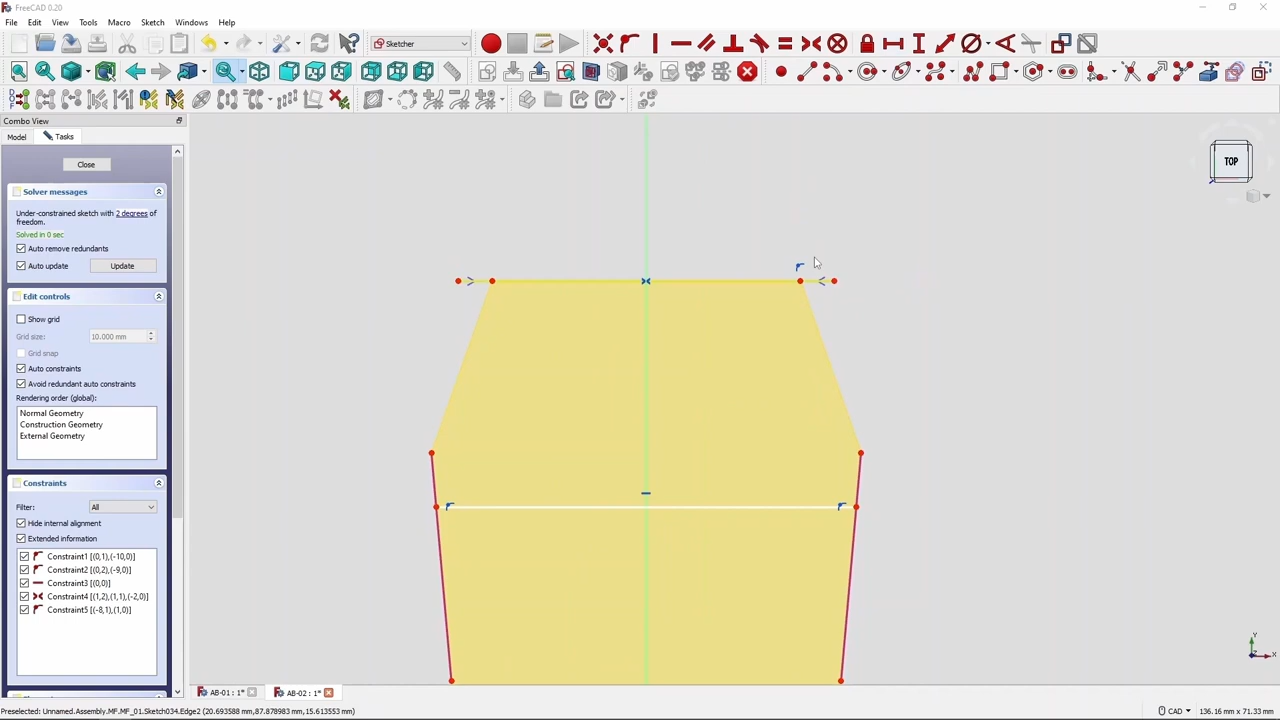 FreeCAD 0.20
File Edit View Tools Macro Sketch Windows Help
Sketcher
Combo View
Model Tasks
Close
TOP
Solver messages
Under-constrained sketch with 2 degrees of
freedom.
Solved in 0 sec
Auto remove redundants
Auto update Update
Edit controls
Show grid
Grid size: 10.000 mm
Grid snap
Auto constraints
Avoid redundant auto constraints
Rendering order (global):
Normal Geometry
Construction Geometry
External Geometry
Constraints
Filter: All
Hide internal alignment
Extended information
Constraint1 [(0,1),(-10,0)]
Constraint2 [(0,2),(-9,0)]
Constraint3 [(0,0)]
Constraint4 [(1,2),(1,1),(-2,0)]
Constraint5 [(-8,1),(1,0)]
Y
X
AB-01 : 1* AB-02 : 1*
Preselected: Unnamed.Assembly.MF.MF_01.Sketch034.Edge2 (20.693588 mm, 87.878983 mm, 15.613553 mm) CAD 136.16 mm x 71.33 mm